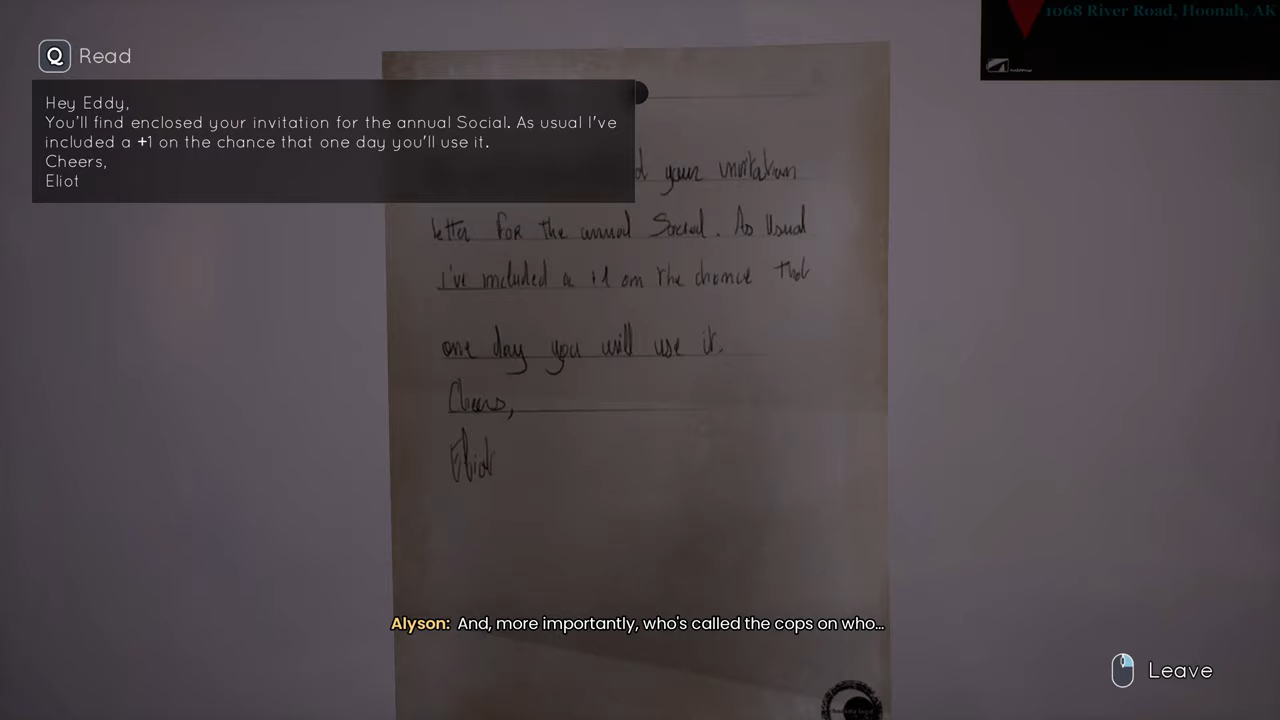 1068 River Road, Hoonah, AK
Q Read
Hey Eddy,
You'll find enclosed your invitation for the annual Social. As usual I've
included a +1 on the chance that one day you'll use it.
Cheers,
Eliot
your invitation
letter for the annual Social. As Usual
I've included a +1 on the chance that
one day you will use it.
Cheers,
Eliot
Alyson: And, more importantly, who's called the cops on who...
Leave